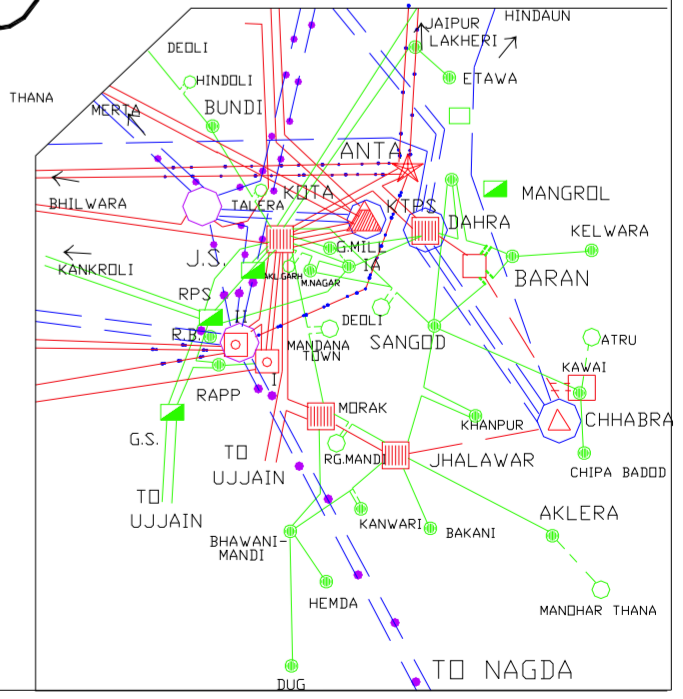 JAIPUR
HINDAUN
LAKHERI
DEOLI
HINDOLI
ETAWA
THANA
MERTA
BUNDI
ANTA
MANGROL
KOTA
BHILWARA
TALERA
KTPS
DAHRA
KELWARA
G.MILL
J.S.
IA
KANKROLI
AKL.GARH
M.NAGAR
BARAN
RPS
II
DEOLI
R.B.
MANDANA
TOWN
SANGOD
ATRU
KAWAI
RAPP
I
MORAK
KHANPUR
CHHABRA
G.S.
TO
UJJAIN
RG.MANDI
JHALAWAR
CHIPA BADOD
TO
UJJAIN
KANWARI
BAKANI
AKLERA
BHAWANI-
MANDI
HEMDA
MANOHAR THANA
TO NAGDA
DUG